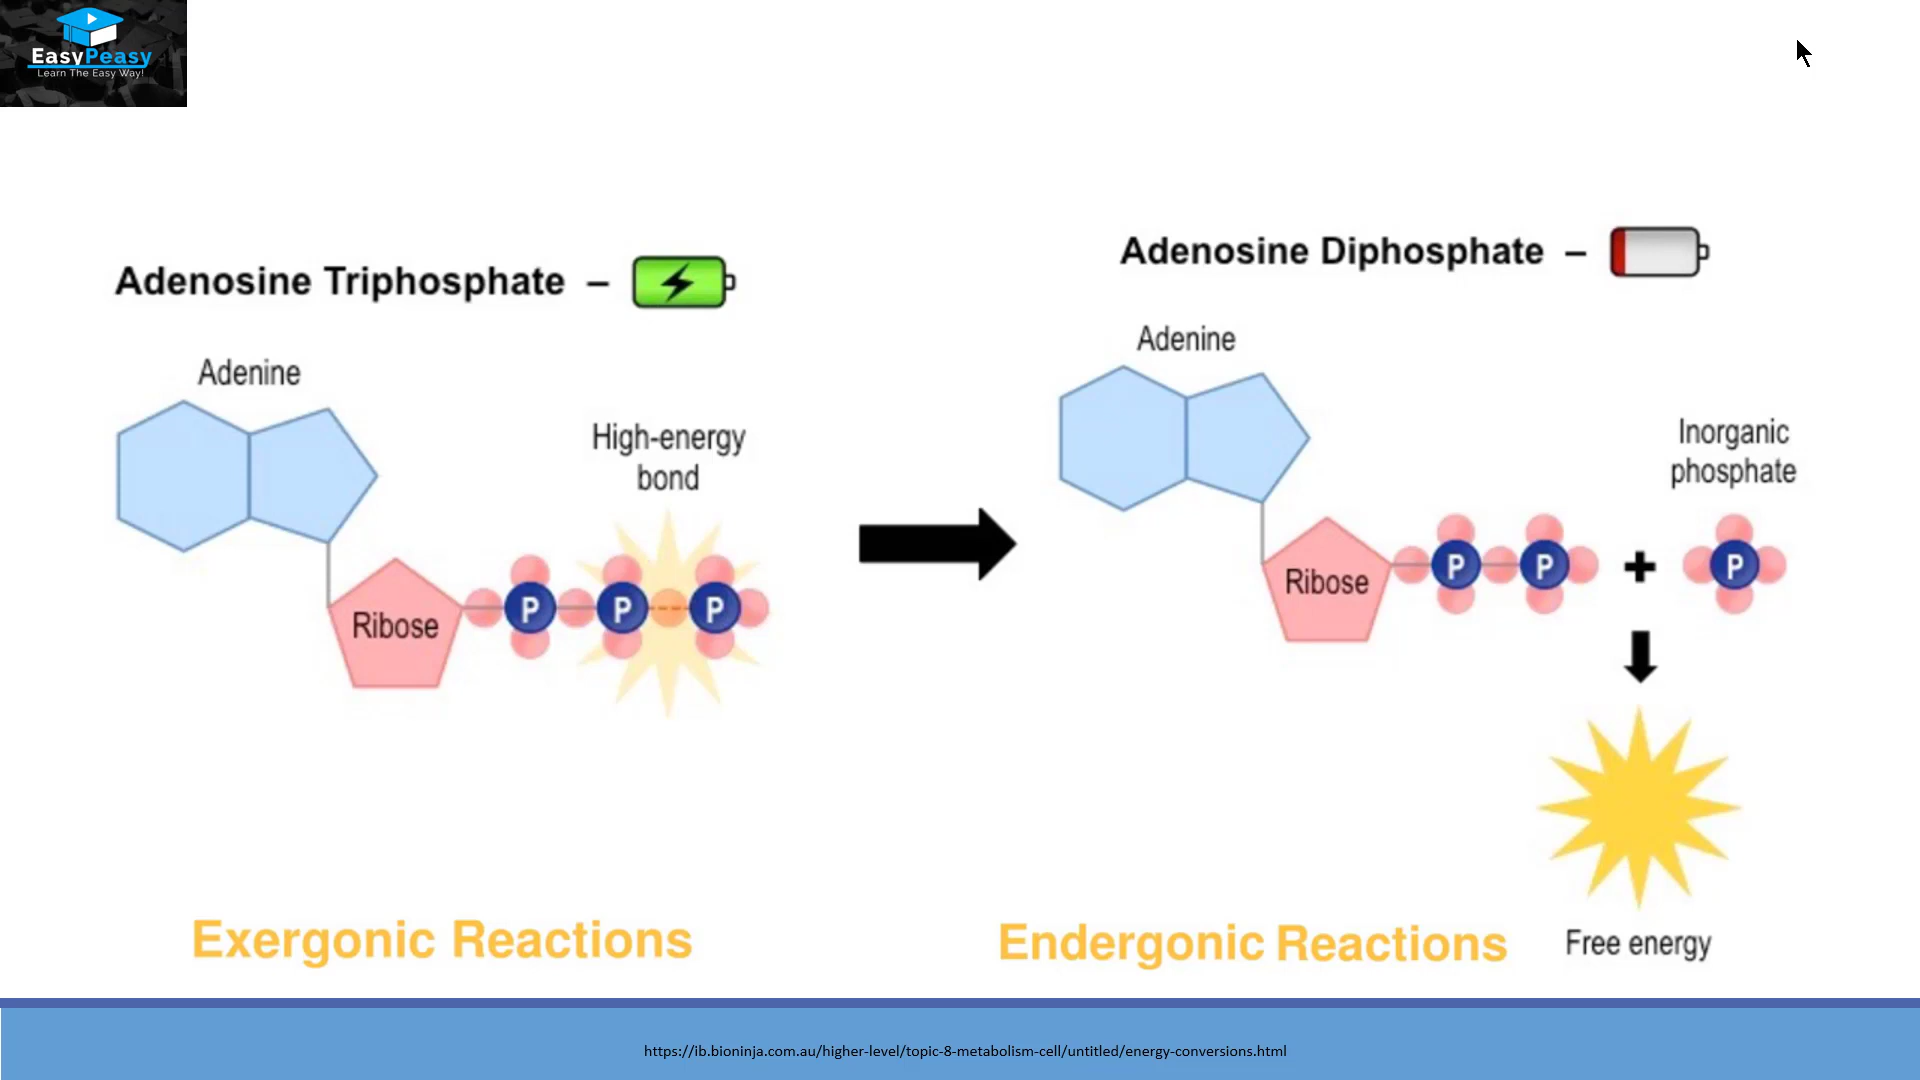 EasyPeasy
Learn The Easy Way!
Adenosine Triphosphate –
Adenine
High-energy
bond
Ribose
P
P
P
Adenosine Diphosphate –
Adenine
Inorganic
phosphate
Ribose
P
P
+
P
Free energy
Exergonic Reactions
Endergonic Reactions
https://ib.bioninja.com.au/higher-level/topic-8-metabolism-cell/untitled/energy-conversions.html